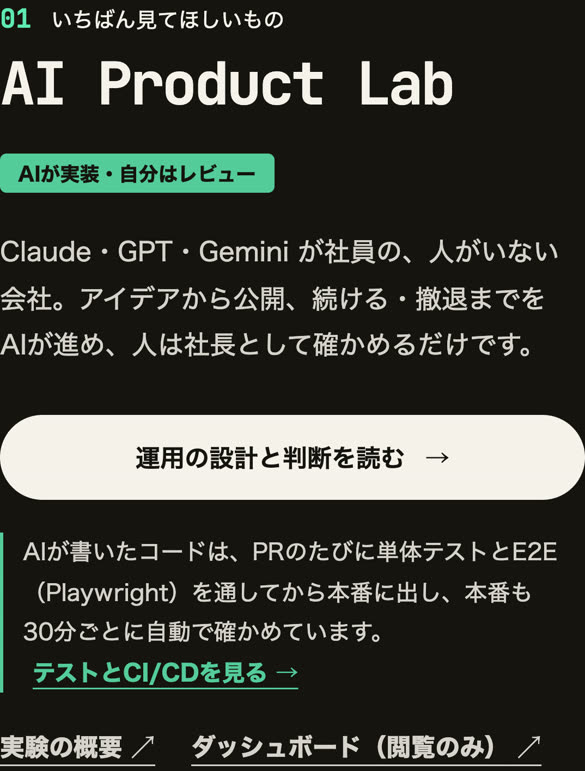 01 いちばん見てほしいもの
AI Product Lab
AIが実装・自分はレビュー
Claude・GPT・Gemini が社員の、人がいない
会社。アイデアから公開、続ける・撤退までを
AIが進め、人は社長として確かめるだけです。
運用の設計と判断を読む →
AIが書いたコードは、PRのたびに単体テストとE2E
（Playwright）を通してから本番に出し、本番も
30分ごとに自動で確かめています。
テストとCI/CDを見る →
実験の概要 ↗ ダッシュボード（閲覧のみ） ↗